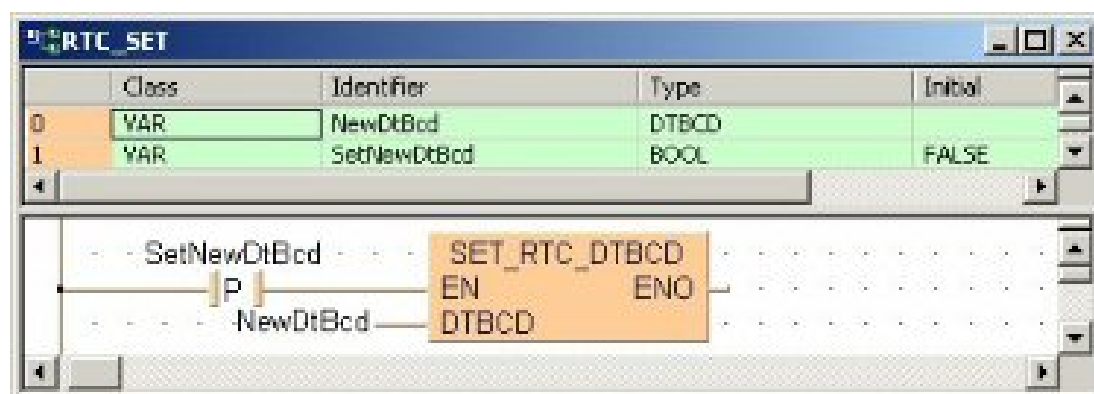 RTC_SET
Class Identifier Type Initial
0 VAR NewDtBcd DTBCD
1 VAR SetNewDtBcd BOOL FALSE
SetNewDtBcd SET_RTC_DTBCD
P EN ENO
NewDtBcd DTBCD